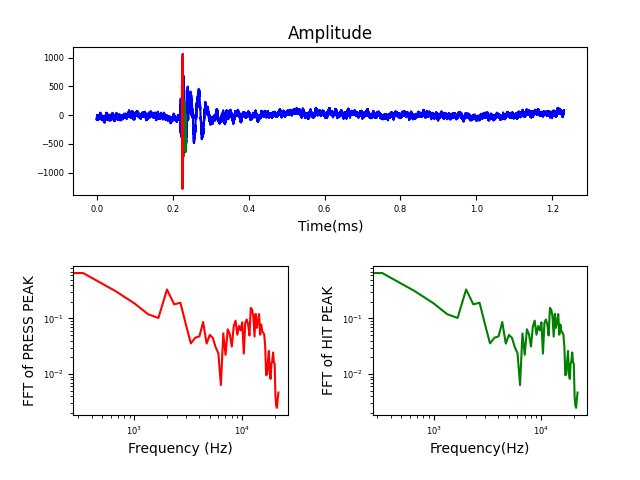 Amplitude
1000
500
0
−500
−1000
0.0 0.2 0.4 0.6 0.8 1.0 1.2
Time(ms)
FFT of PRESS PEAK
10⁻¹
10⁻²
10³ 10⁴
Frequency (Hz)
FFT of HIT PEAK
10⁻¹
10⁻²
10³ 10⁴
Frequency(Hz)